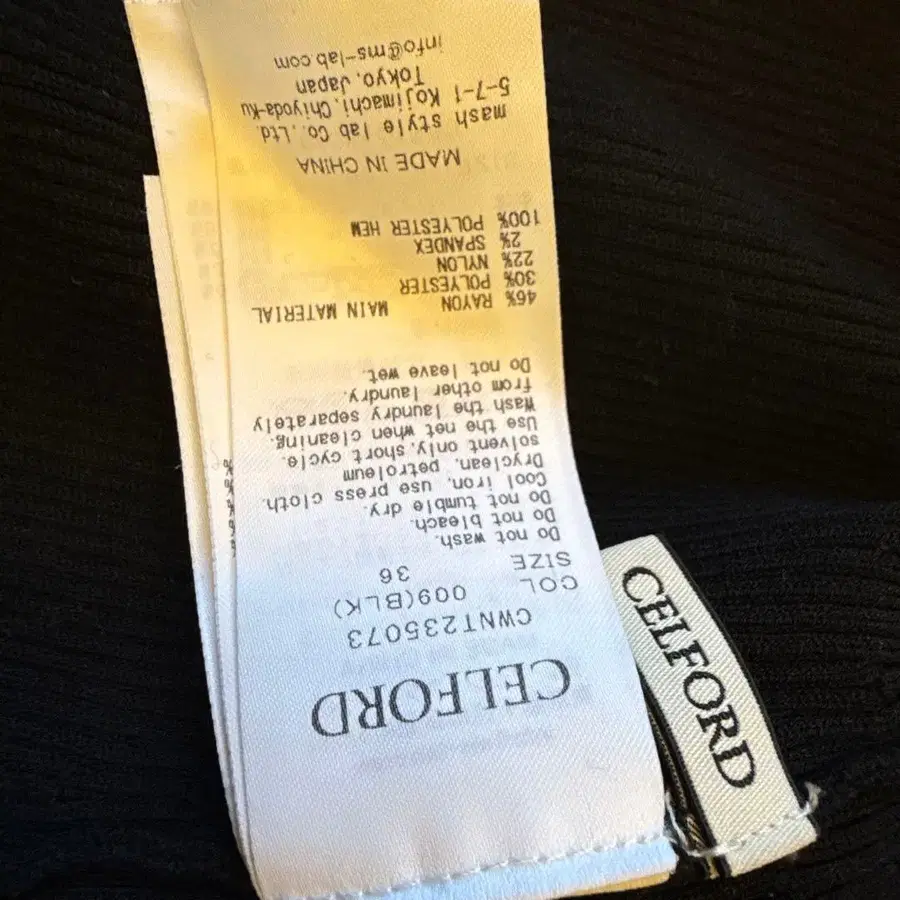 CELFORD
CWNT235073
COL 009(BLK)
SIZE 36
Do not wash.
Do not bleach.
Do not tumble dry.
Cool iron, use press cloth.
Dryclean, petroleum
solvent only, short cycle.
Use the net when cleaning.
Wash the laundry separately
from other laundry.
Do not leave wet.
46% RAYON MAIN MATERIAL
30% POLYESTER
22% NYLON
2% SPANDEX
100% POLYESTER HEM
MADE IN CHINA
mash style lab Co.,Ltd.
5-7-1 Kojimachi,Chiyoda-Ku
Tokyo,Japan
info@ms-lab.com
CELFORD